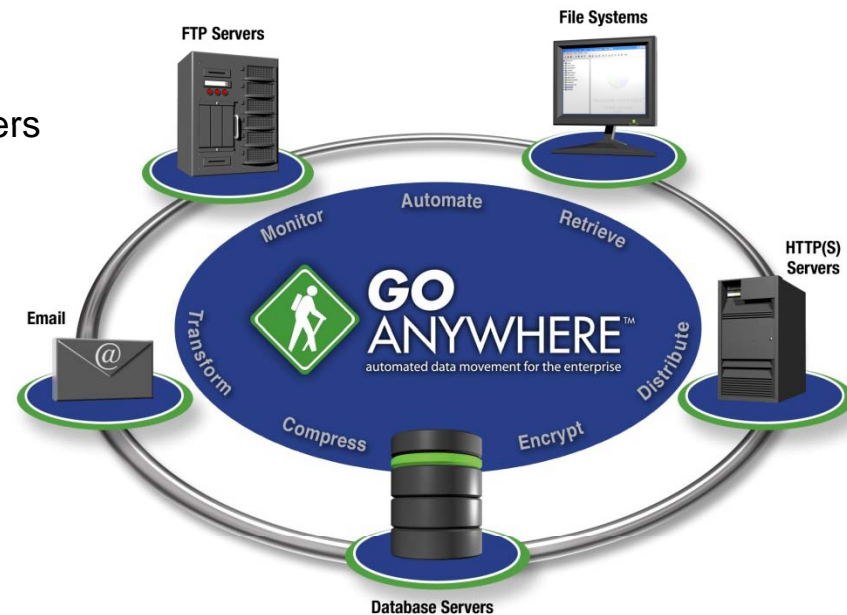 FTP Servers
File Systems
ers
Monitor
Automate
Retrieve
HTTP(S)
Servers
Email
@
GO
ANYWHERE™
automated data movement for the enterprise
Transform
Distribute
Compress
Encrypt
Database Servers